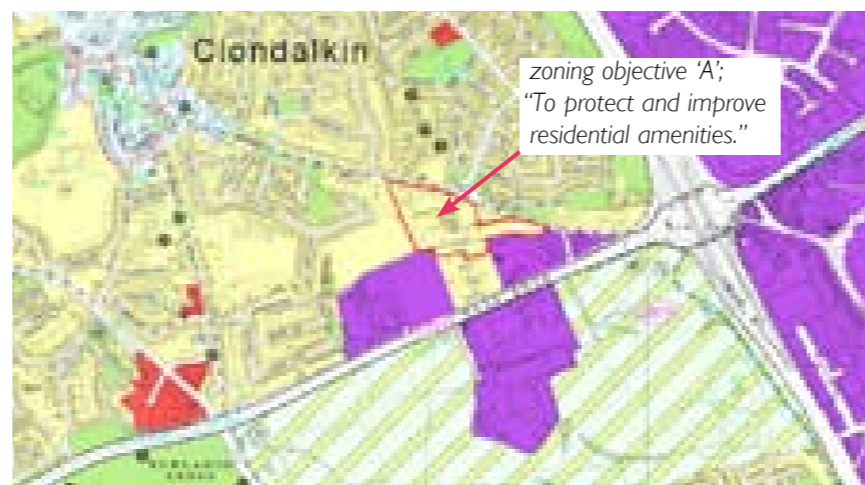 Clondalkin
zoning objective ‘A’;
“To protect and improve
residential amenities.”